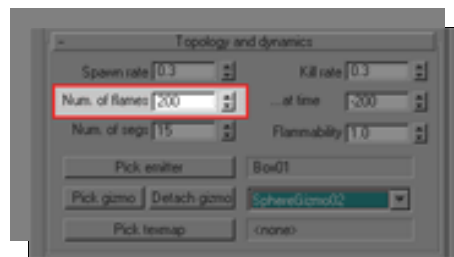 - Topology and dynamics
Spawn rate 0.3 Kill rate 0.3
Num. of flames 200 ...at time -200
Num. of segs 15 Flammability 1.0
Pick emitter Box01
Pick gizmo Detach gizmo SphereGizmo02
Pick texmap <none>